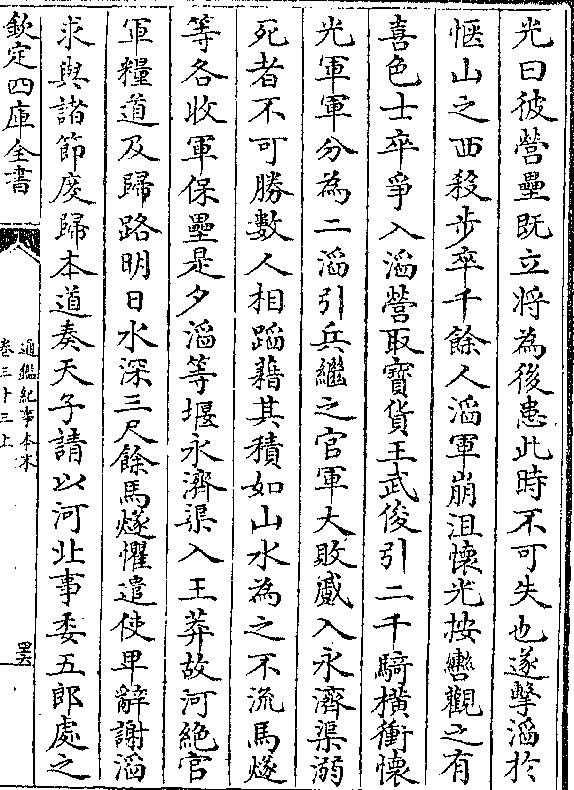 光曰彼營壘既立將為後患此時不可失也遂擊滔於
愜山之西殺步卒千餘人滔軍崩沮懷光按轡觀之有
喜色士卒爭入滔營取寶貨王武俊引二千騎橫衝懷
光軍軍分為二滔引兵繼之官軍大敗蹙入永濟渠溺
死者不可勝數人相蹈藉其積如山水為之不流馬燧
等各收軍保壘是夕滔等堰永濟渠入王莽故河絕官
軍糧道及歸路明日水深三尺餘馬燧懼遣使卑辭謝滔
求與諸節度歸本道奏天子請以河北事委五郎處之
欽定四庫全書
通鑑紀事本末
卷三十三上